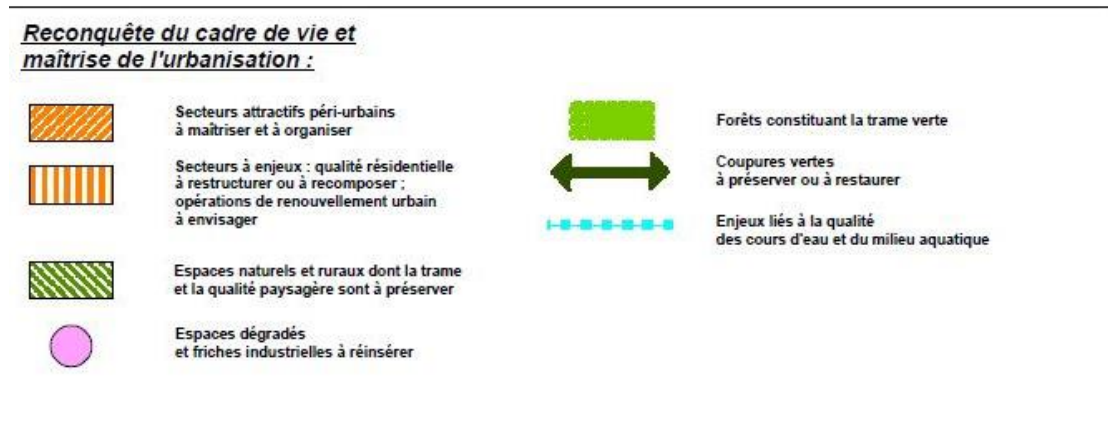 Reconquête du cadre de vie et
maîtrise de l'urbanisation :
Secteurs attractifs péri-urbains
à maîtriser et à organiser
Secteurs à enjeux : qualité résidentielle
à restructurer ou à recomposer ;
opérations de renouvellement urbain
à envisager
Espaces naturels et ruraux dont la trame
et la qualité paysagère sont à préserver
Espaces dégradés
et friches industrielles à réinsérer
Forêts constituant la trame verte
Coupures vertes
à préserver ou à restaurer
Enjeux liés à la qualité
des cours d'eau et du milieu aquatique